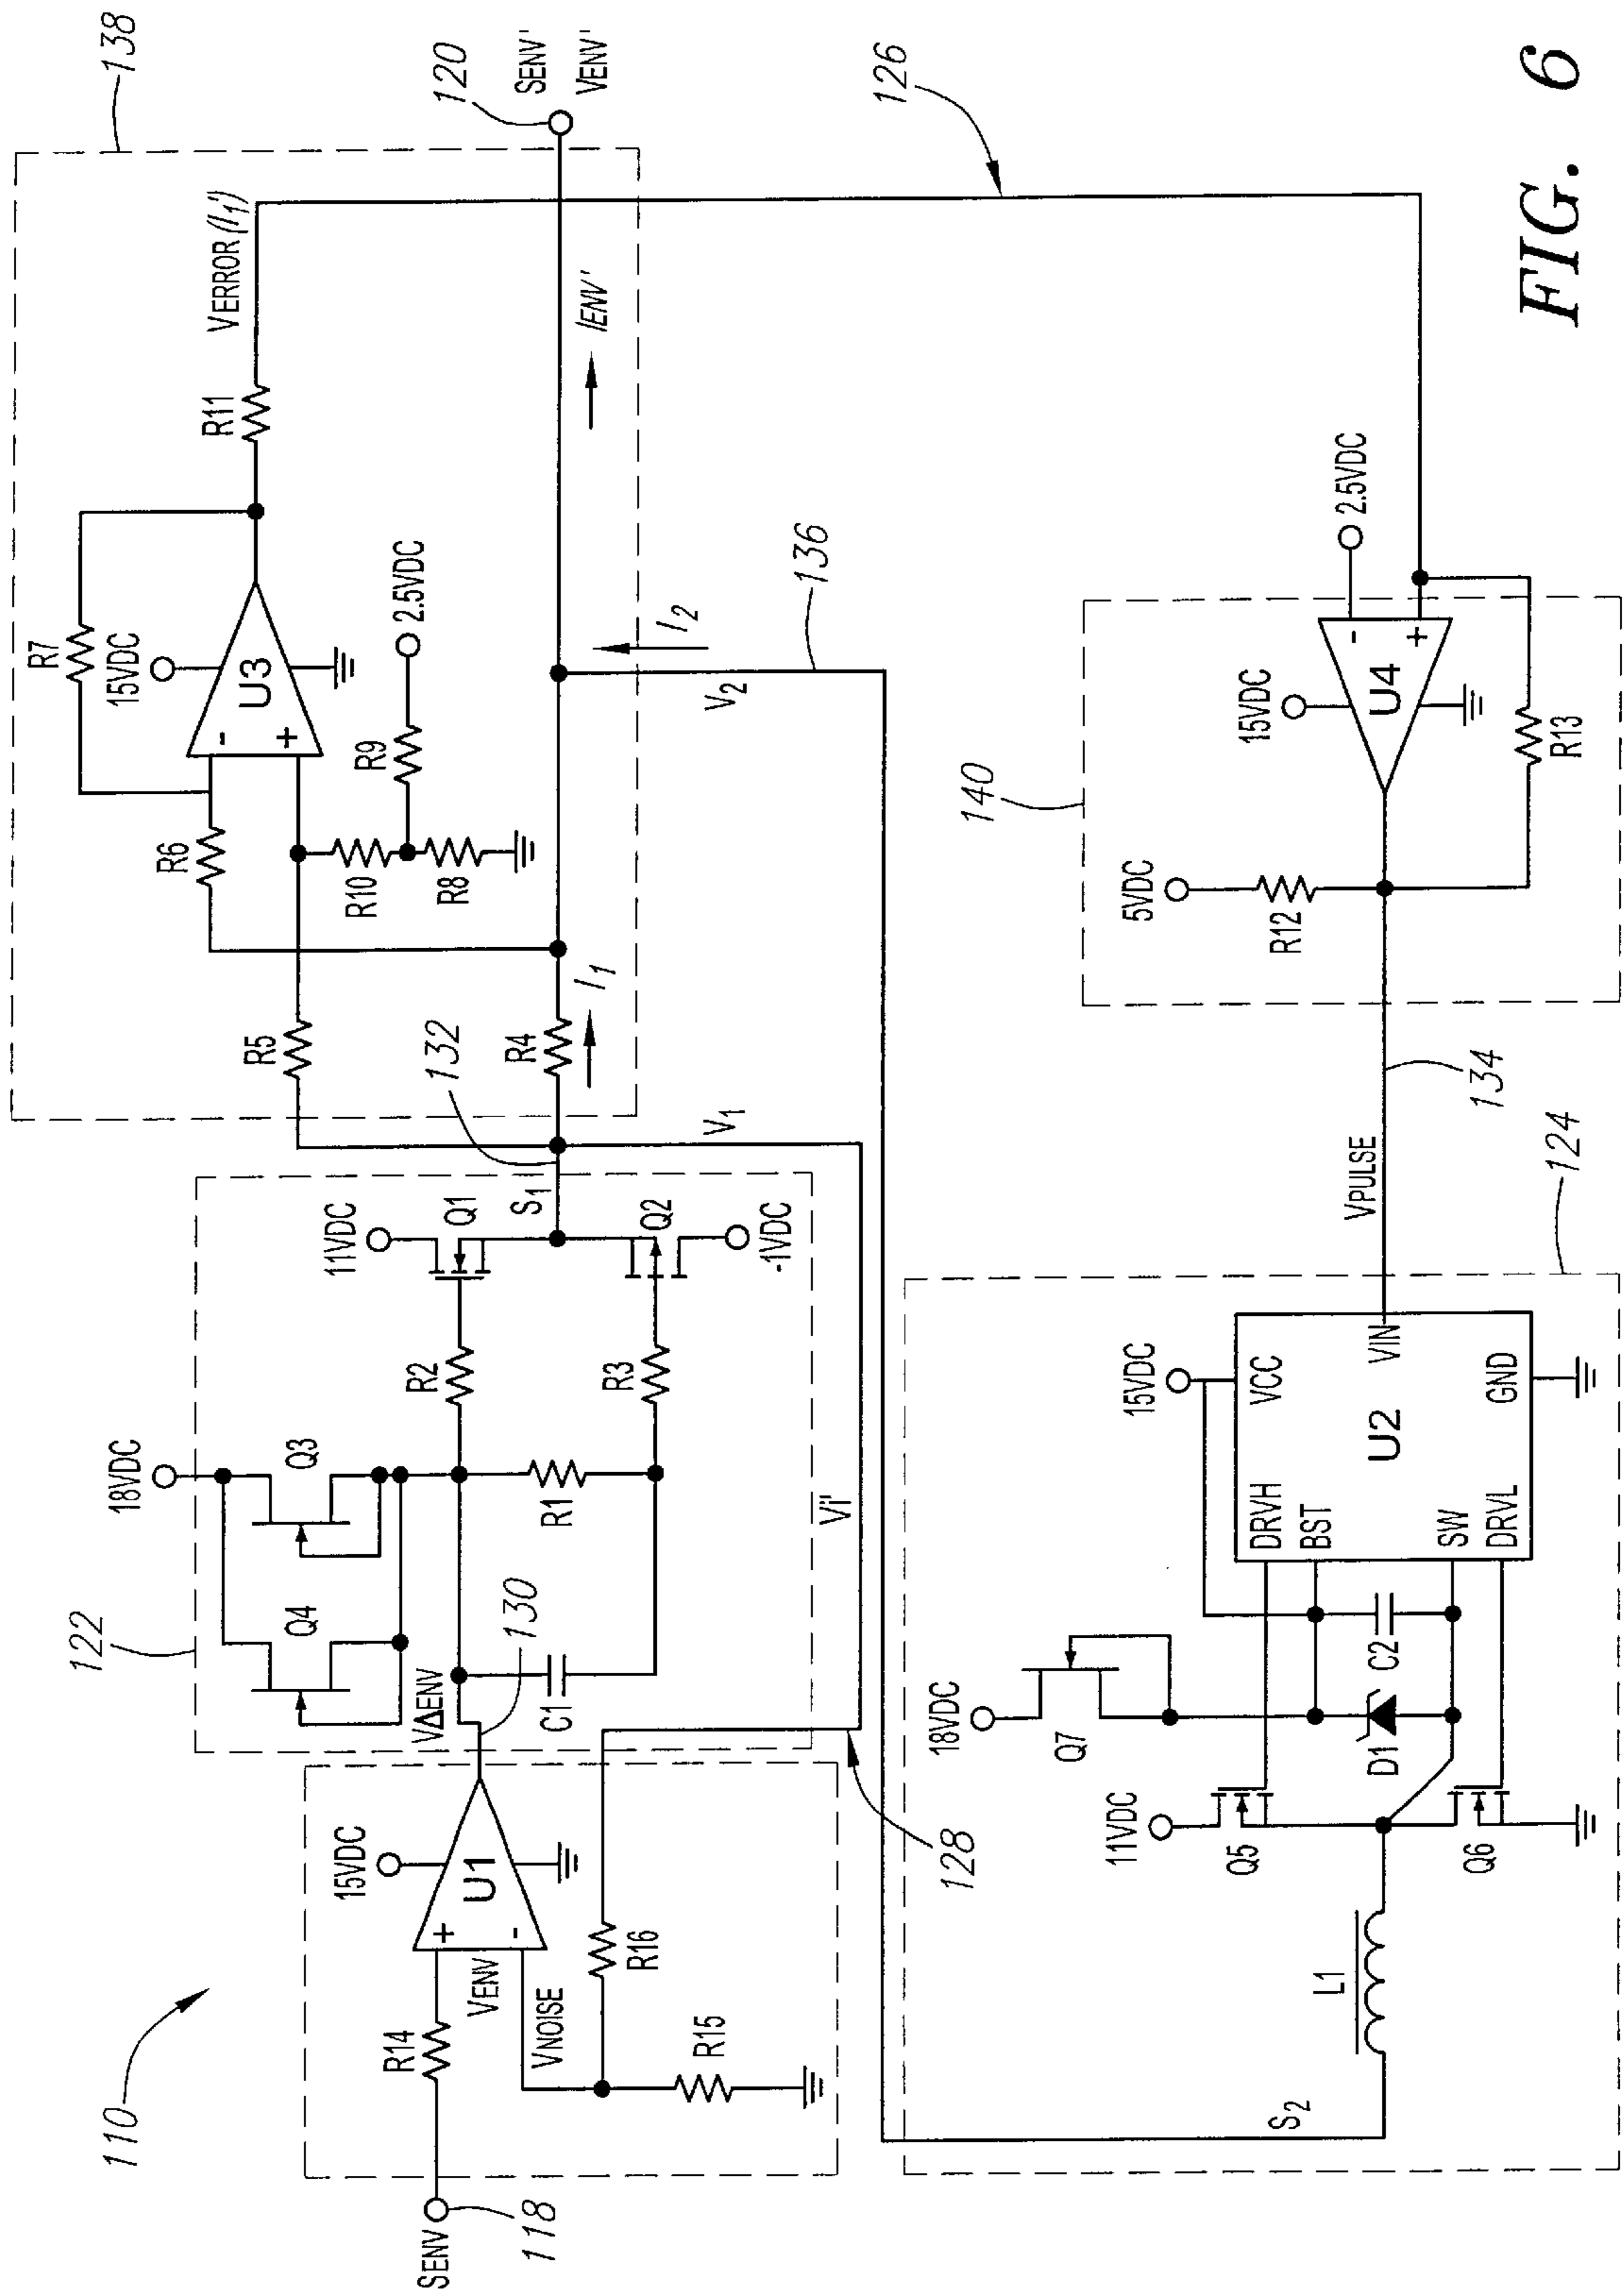 110
SENV
118
R14
VENV
VNOISE
15VDC
U1
+
-
R15
R16
128
122
18VDC
Q4
Q3
VΔENV
130
C1
R1
R2
R3
11VDC
Q1
Q2
-1VDC
S1
132
V1
Vi'
138
R5
R4
I1
R6
R7
15VDC
U3
-
+
R10
R8
R9
2.5VDC
R11
VERROR(I1')
120
SENV'
VENV'
IENV'
I2
V2
136
126
S2
L1
18VDC
Q7
11VDC
Q5
Q6
D1
C2
15VDC
DRVH
BST
SW
DRVL
VCC
U2
VIN
GND
124
VPULSE
134
140
5VDC
R12
15VDC
U4
-
+
R13
2.5VDC
FIG. 6